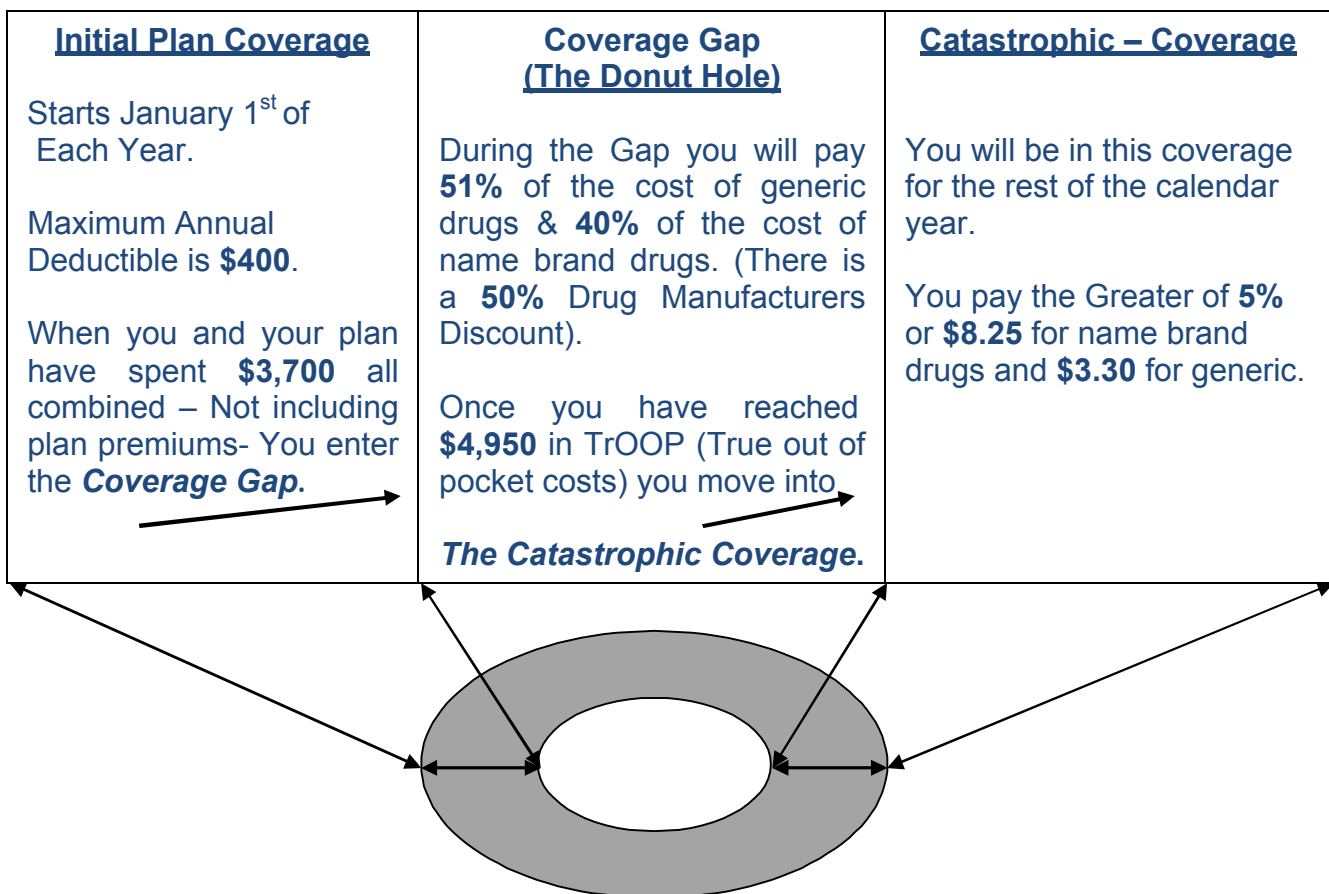 Initial Plan Coverage
Starts January 1st of
Each Year.
Maximum Annual
Deductible is $400.
When you and your plan
have spent $3,700 all
combined – Not including
plan premiums- You enter
the Coverage Gap.
Coverage Gap
(The Donut Hole)
During the Gap you will pay
51% of the cost of generic
drugs & 40% of the cost of
name brand drugs. (There is
a 50% Drug Manufacturers
Discount).
Once you have reached
$4,950 in TrOOP (True out of
pocket costs) you move into
The Catastrophic Coverage.
Catastrophic – Coverage
You will be in this coverage
for the rest of the calendar
year.
You pay the Greater of 5%
or $8.25 for name brand
drugs and $3.30 for generic.